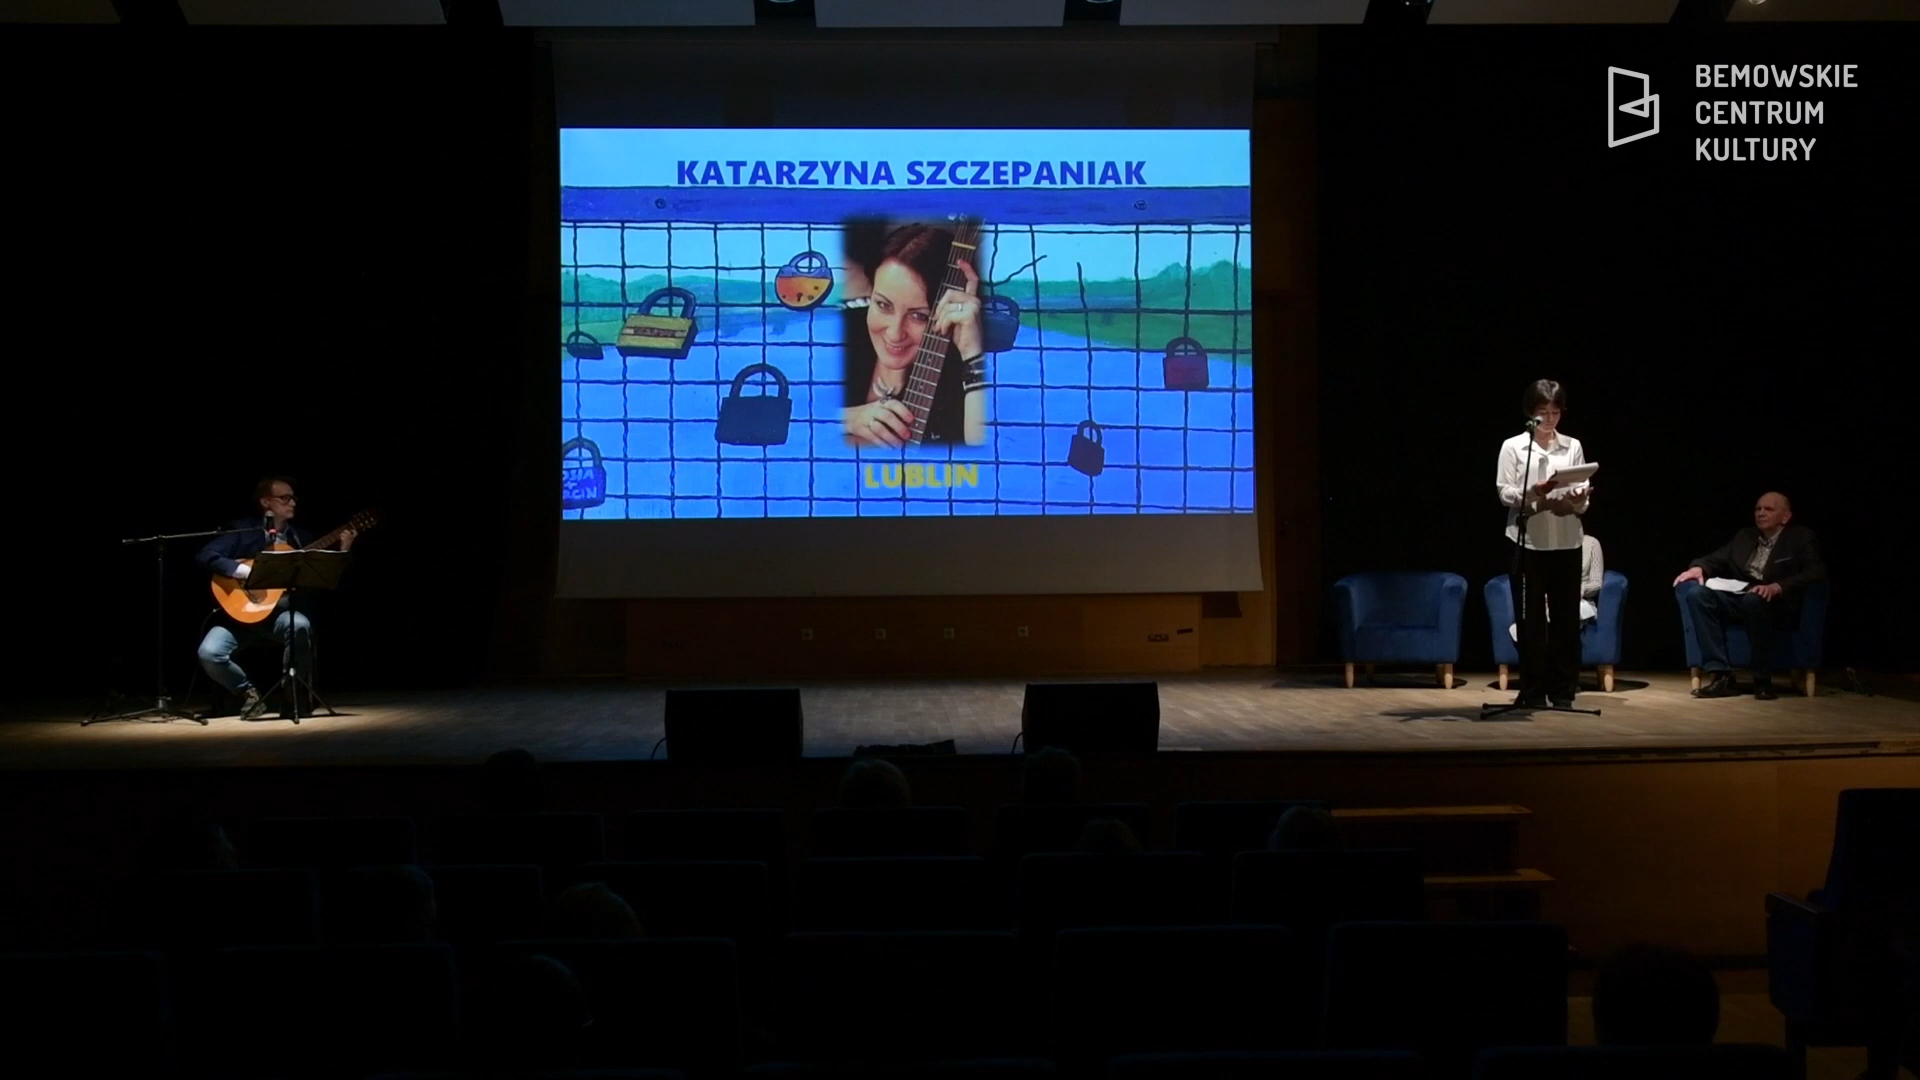 BEMOWSKIE
CENTRUM
KULTURY
KATARZYNA SZCZEPANIAK
LUBLIN